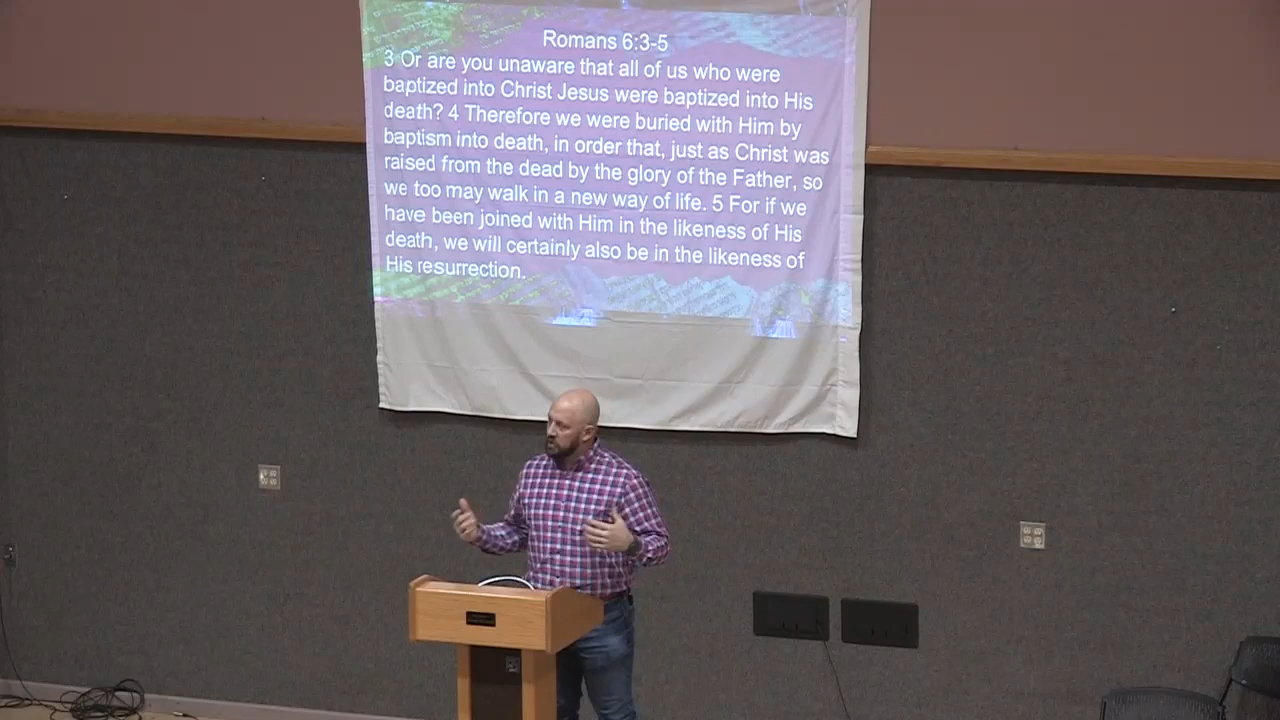 Romans 6:3-5
3 Or are you unaware that all of us who were
baptized into Christ Jesus were baptized into His
death? 4 Therefore we were buried with Him by
baptism into death, in order that, just as Christ was
raised from the dead by the glory of the Father, so
we too may walk in a new way of life. 5 For if we
have been joined with Him in the likeness of His
death, we will certainly also be in the likeness of
His resurrection.